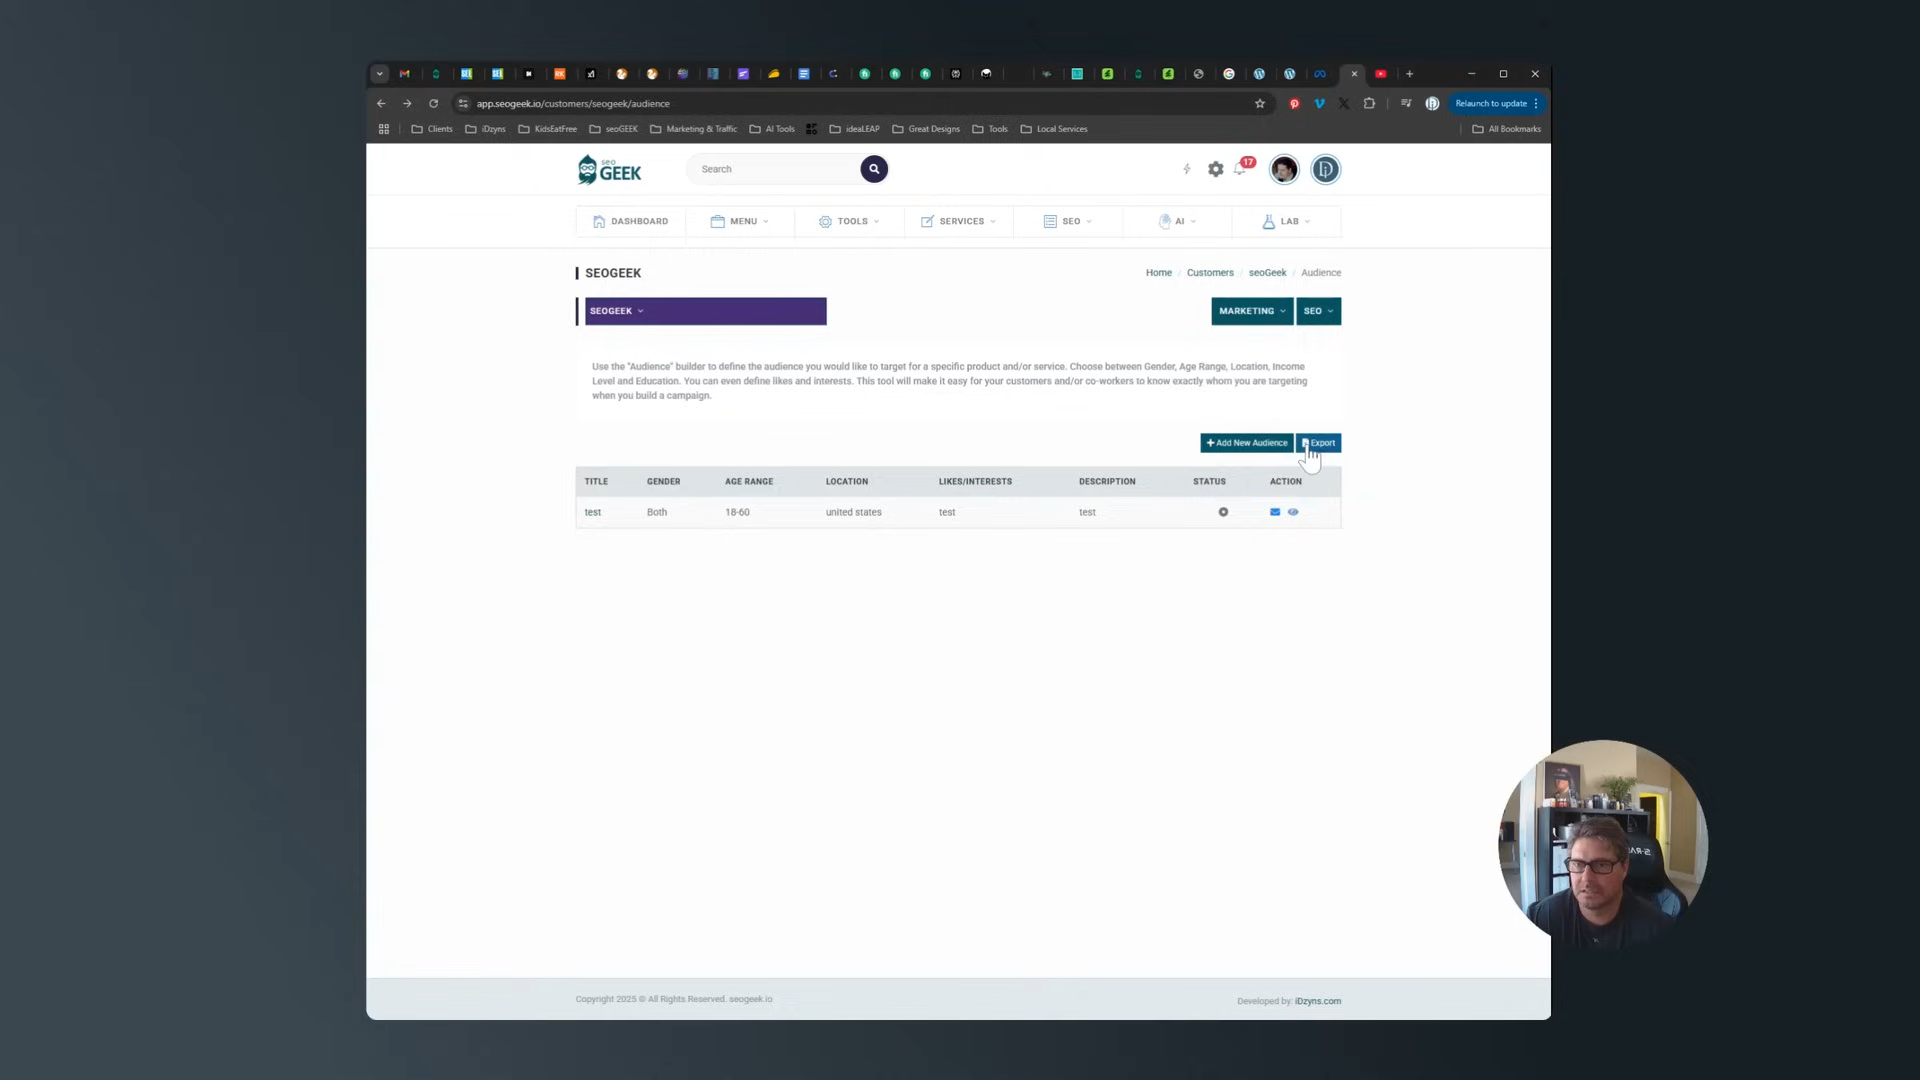 app.seogeek.io/customers/seogeek/audience
Relaunch to update
Clients
iDzyns
KidsEatFree
seoGEEK
Marketing & Traffic
AI Tools
ideaLEAP
Great Designs
Tools
Local Services
All Bookmarks
seo
GEEK
Search
17
DASHBOARD
MENU
TOOLS
SERVICES
SEO
AI
LAB
SEOGEEK
Home / Customers / seoGeek / Audience
SEOGEEK
MARKETING
SEO
Use the "Audience" builder to define the audience you would like to target for a specific product and/or service. Choose between Gender, Age Range, Location, Income
Level and Education. You can even define likes and interests. This tool will make it easy for your customers and/or co-workers to know exactly whom you are targeting
when you build a campaign.
+ Add New Audience
Export
TITLE GENDER AGE RANGE LOCATION LIKES/INTERESTS DESCRIPTION STATUS ACTION
test Both 18-60 united states test test
Copyright 2025 © All Rights Reserved. seogeek.io
Developed by: iDzyns.com